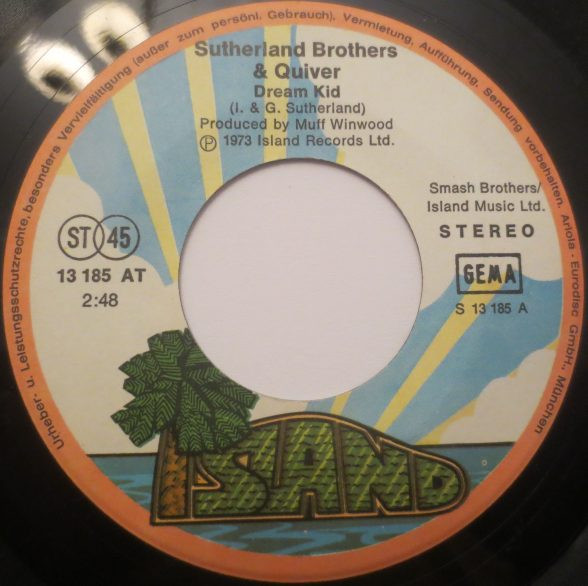 Urheber- u. Leistungsschutzrechte, besonders Vervielfältigung (außer zum persönl. Gebrauch). Vermietung, Aufführung, Sendung vorbehalten. Ariola - Eurodisc GmbH., München
Sutherland Brothers
& Quiver
Dream Kid
(I. & G. Sutherland)
Produced by Muff Winwood
Ⓟ 1973 Island Records Ltd.
Smash Brothers/
Island Music Ltd.
STEREO
GEMA
S 13 185 A
ST 45
13 185 AT
2:48
ISLAND